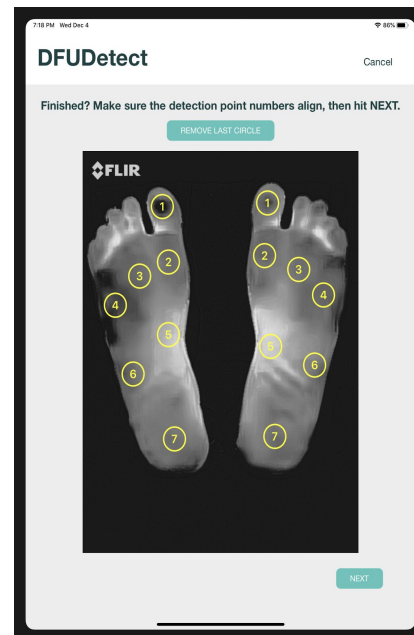 7:18 PM Wed Dec 4
86%
DFUDetect
Cancel
Finished? Make sure the detection point numbers align, then hit NEXT.
REMOVE LAST CIRCLE
FLIR
1
1
2
2
3
3
4
4
5
5
6
6
7
7
NEXT